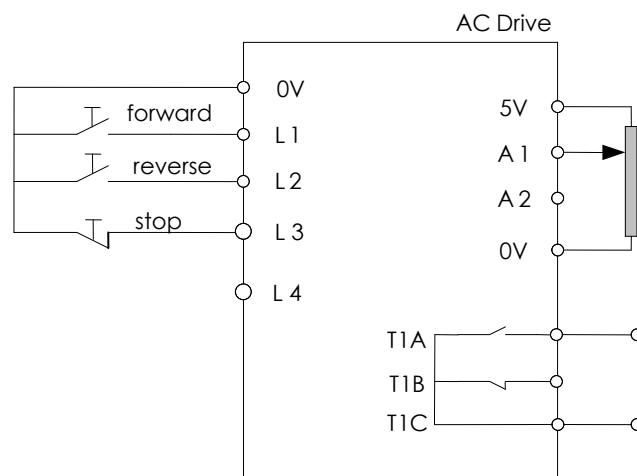 AC Drive
0V
forward
L1
reverse
L2
stop
L3
L4
5V
A1
A2
0V
T1A
T1B
T1C